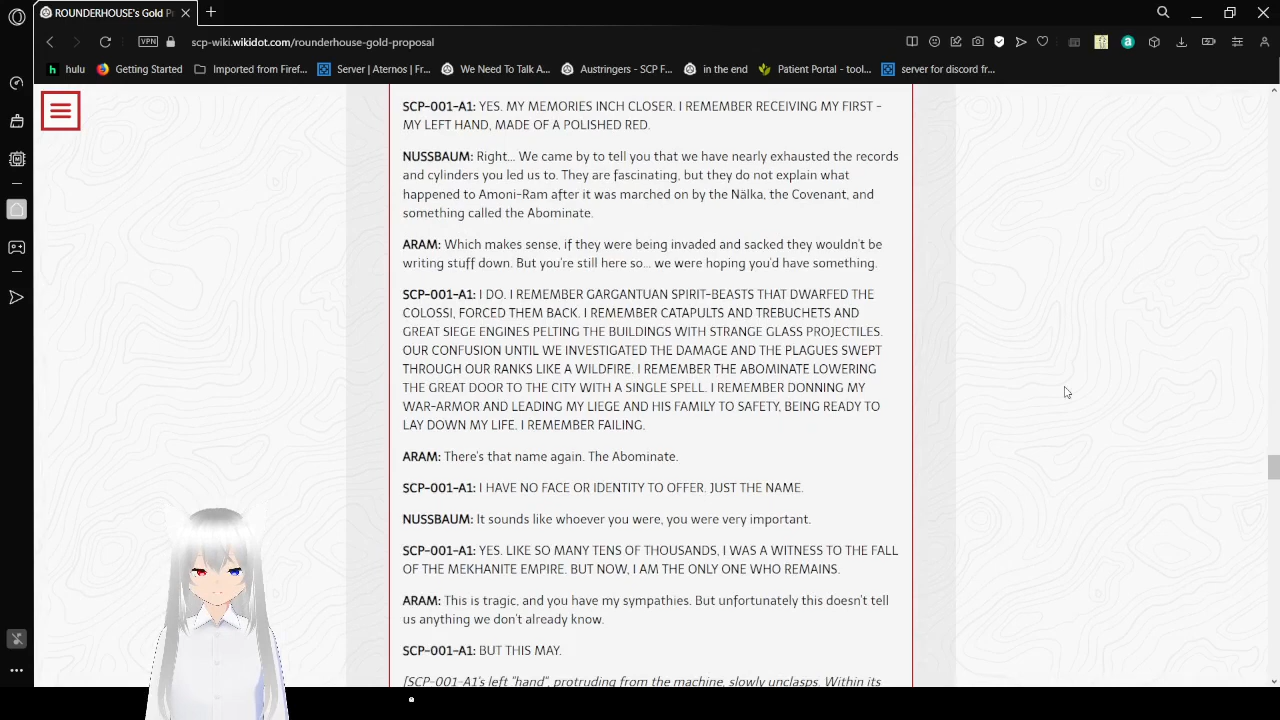 ROUNDERHOUSE's Gold P
VPN
scp-wiki.wikidot.com/rounderhouse-gold-proposal
h hulu
Getting Started
Imported from Firef...
Server | Aternos | Fr...
We Need To Talk A...
Austringers - SCP F...
in the end
Patient Portal - tool...
server for discord fr...
SCP-001-A1: YES. MY MEMORIES INCH CLOSER. I REMEMBER RECEIVING MY FIRST -
MY LEFT HAND, MADE OF A POLISHED RED.
NUSSBAUM: Right... We came by to tell you that we have nearly exhausted the records
and cylinders you led us to. They are fascinating, but they do not explain what
happened to Amoni-Ram after it was marched on by the Nälka, the Covenant, and
something called the Abominate.
ARAM: Which makes sense, if they were being invaded and sacked they wouldn't be
writing stuff down. But you're still here so... we were hoping you'd have something.
SCP-001-A1: I DO. I REMEMBER GARGANTUAN SPIRIT-BEASTS THAT DWARFED THE
COLOSSI, FORCED THEM BACK. I REMEMBER CATAPULTS AND TREBUCHETS AND
GREAT SIEGE ENGINES PELTING THE BUILDINGS WITH STRANGE GLASS PROJECTILES.
OUR CONFUSION UNTIL WE INVESTIGATED THE DAMAGE AND THE PLAGUES SWEPT
THROUGH OUR RANKS LIKE A WILDFIRE. I REMEMBER THE ABOMINATE LOWERING
THE GREAT DOOR TO THE CITY WITH A SINGLE SPELL. I REMEMBER DONNING MY
WAR-ARMOR AND LEADING MY LIEGE AND HIS FAMILY TO SAFETY, BEING READY TO
LAY DOWN MY LIFE. I REMEMBER FAILING.
ARAM: There's that name again. The Abominate.
SCP-001-A1: I HAVE NO FACE OR IDENTITY TO OFFER. JUST THE NAME.
NUSSBAUM: It sounds like whoever you were, you were very important.
SCP-001-A1: YES. LIKE SO MANY TENS OF THOUSANDS, I WAS A WITNESS TO THE FALL
OF THE MEKHANITE EMPIRE. BUT NOW, I AM THE ONLY ONE WHO REMAINS.
ARAM: This is tragic, and you have my sympathies. But unfortunately this doesn't tell
us anything we don't already know.
SCP-001-A1: BUT THIS MAY.
[SCP-001-A1's left "hand", protruding from the machine, slowly unclasps. Within its